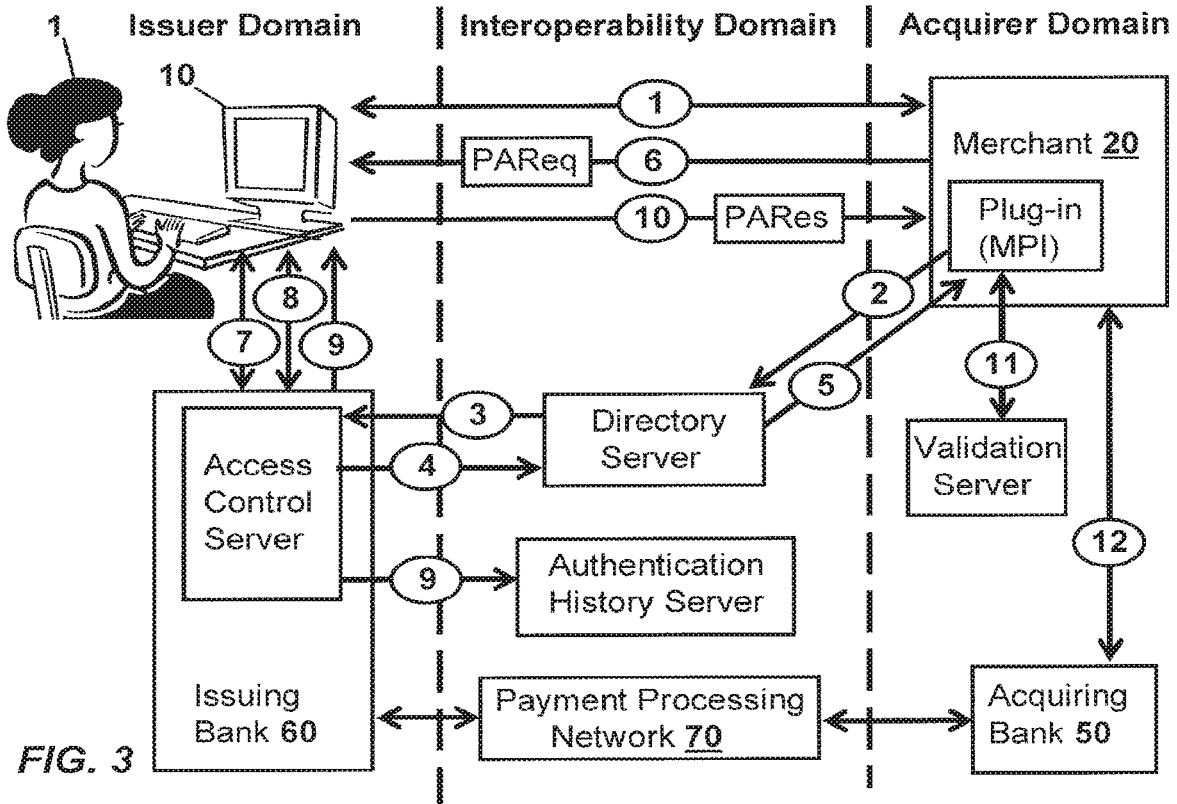 1
Issuer Domain
Interoperability Domain
Acquirer Domain
10
1
Merchant 20
PAReq
6
10
PARes
Plug-in
(MPI)
2
8
7
9
11
5
3
Directory
Server
Access
Control
Server
4
Validation
Server
12
9
Authentication
History Server
Issuing
Bank 60
Payment Processing
Network 70
Acquiring
Bank 50
FIG. 3